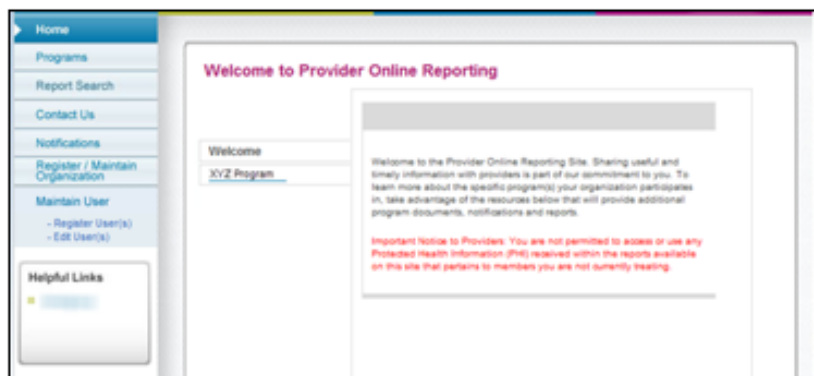 Home
Programs
Report Search
Contact Us
Notifications
Register / Maintain
Organization
Maintain User
- Register User(s)
- Edit User(s)
Helpful Links
Welcome to Provider Online Reporting
Welcome
XYZ Program
Welcome to the Provider Online Reporting Site. Sharing useful and
timely information with providers is part of our commitment to you. To
learn more about the specific program(s) your organization participates
in, take advantage of the resources below that will provide additional
program documents, notifications and reports.
Important Notice to Providers: You are not permitted to access or use any
Protected Health Information (PHI) received within the reports available
on this site that pertains to members you are not currently treating.